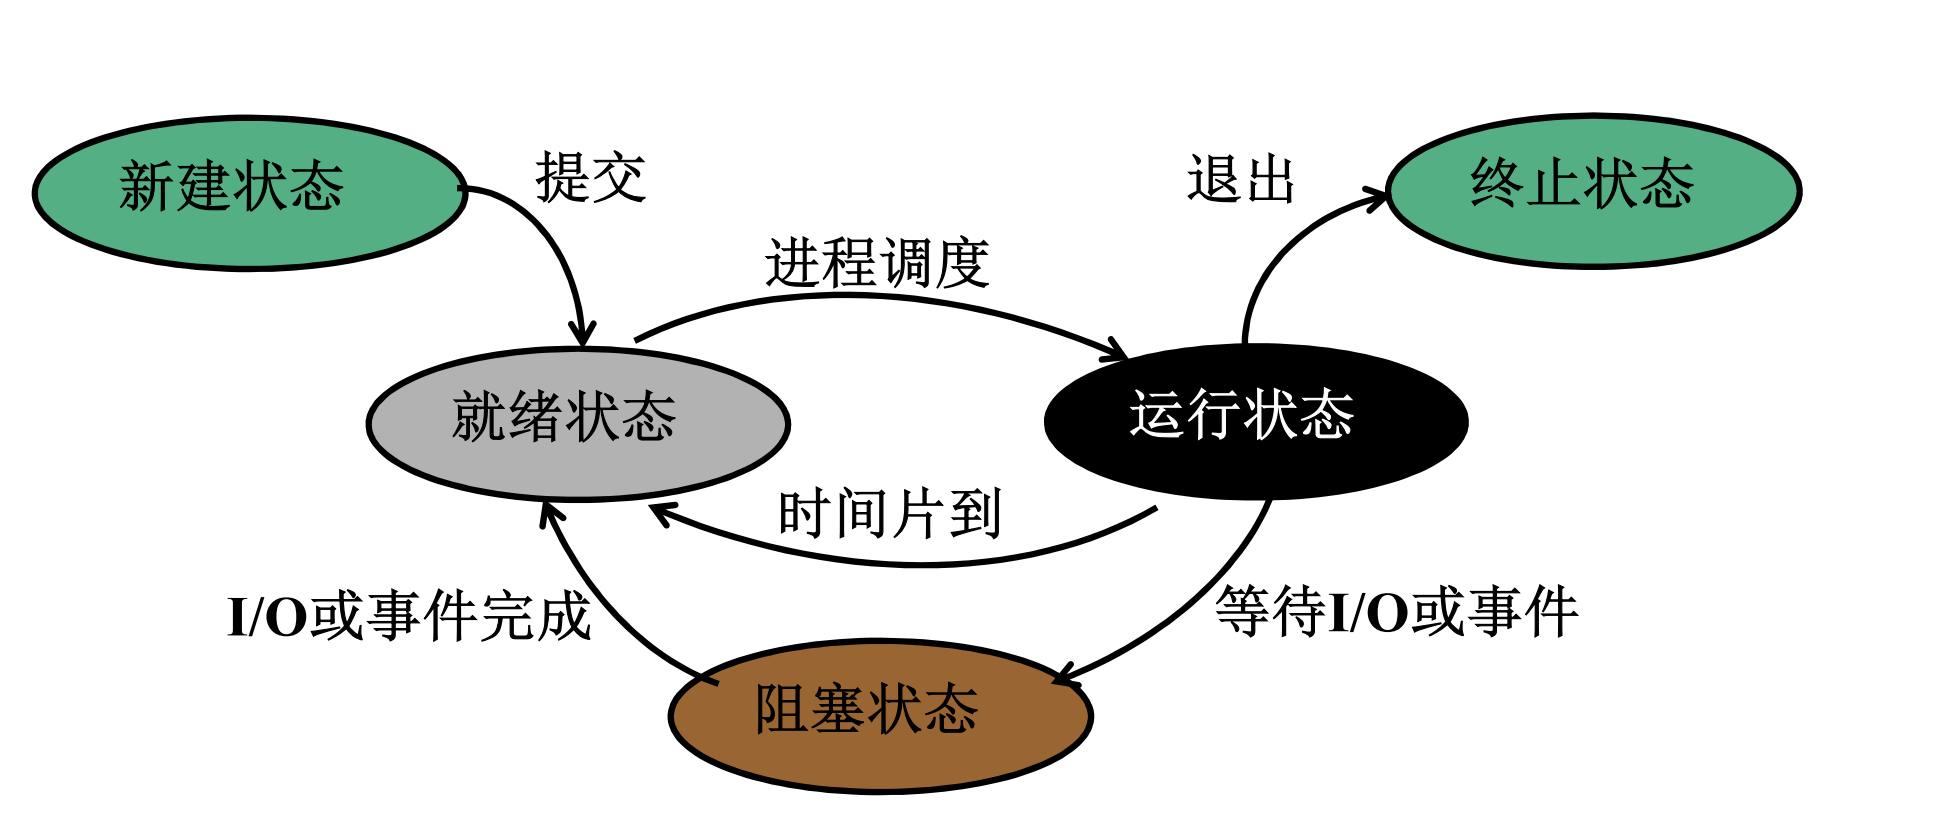 新建状态
提交
退出
终止状态
进程调度
就绪状态
运行状态
时间片到
I/O或事件完成
等待I/O或事件
阻塞状态